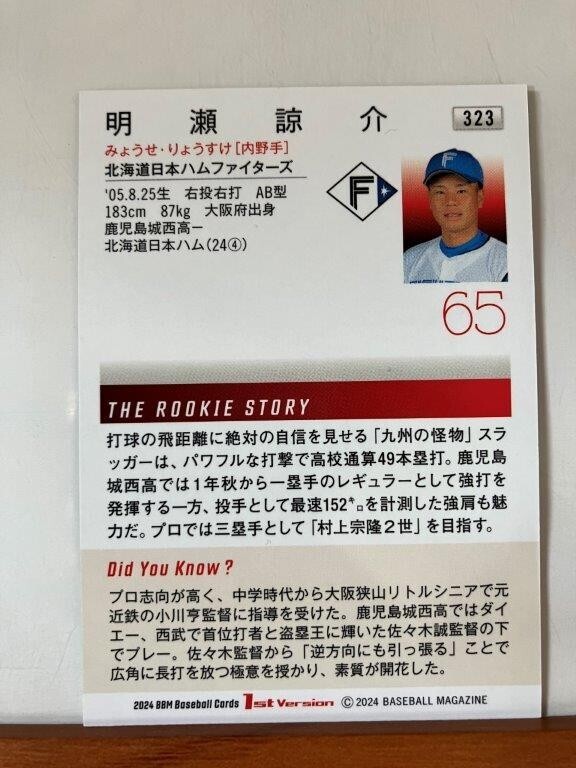 明瀬諒介
323
みょうせ・りょうすけ[内野手]
北海道日本ハムファイターズ
'05.8.25生 右投右打 AB型
183cm 87kg 大阪府出身
鹿児島城西高ー
北海道日本ハム(24④)
F
65
THE ROOKIE STORY
打球の飛距離に絶対の自信を見せる「九州の怪物」スラ
ッガーは、パワフルな打撃で高校通算49本塁打。鹿児島
城西高では1年秋から一塁手のレギュラーとして強打を
発揮する一方、投手として最速152㌔を計測した強肩も魅
力だ。プロでは三塁手として「村上宗隆2世」を目指す。
Did You Know?
プロ志向が高く、中学時代から大阪狭山リトルシニアで元
近鉄の小川亨監督に指導を受けた。鹿児島城西高ではダイ
エー、西武で首位打者と盗塁王に輝いた佐々木誠監督の下
でプレー。佐々木監督から「逆方向にも引っ張る」ことで
広角に長打を放つ極意を授かり、素質が開花した。
2024 BBM Baseball Cards 1st Version ©2024 BASEBALL MAGAZINE